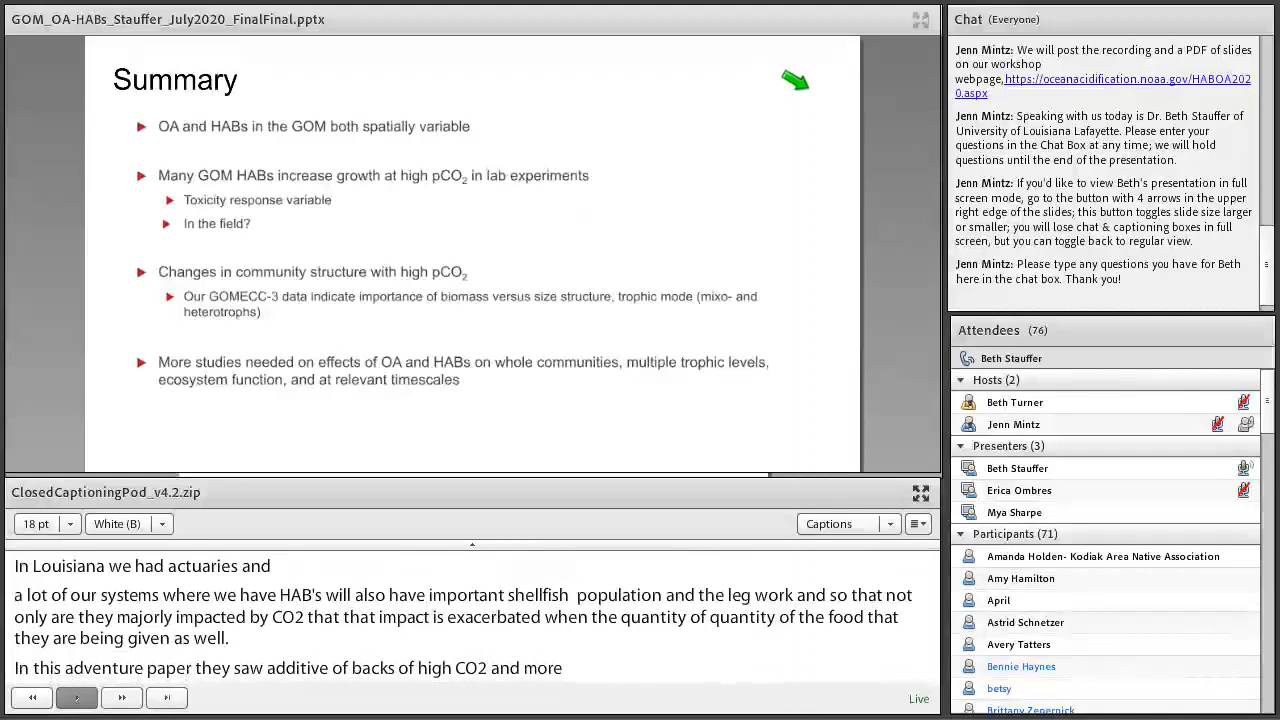 GOM_OA-HABs_Stauffer_July2020_FinalFinal.pptx
Summary
OA and HABs in the GOM both spatially variable
Many GOM HABs increase growth at high pCO2 in lab experiments
Toxicity response variable
In the field?
Changes in community structure with high pCO2
Our GOMECC-3 data indicate importance of biomass versus size structure, trophic mode (mixo- and
heterotrophs)
More studies needed on effects of OA and HABs on whole communities, multiple trophic levels,
ecosystem function, and at relevant timescales
ClosedCaptioningPod_v4.2.zip
18 pt
White (B)
Captions
In Louisiana we had actuaries and
a lot of our systems where we have HAB's will also have important shellfish population and the leg work and so that not
only are they majorly impacted by CO2 that that impact is exacerbated when the quantity of quantity of the food that
they are being given as well.
In this adventure paper they saw additive of backs of high CO2 and more
Live
Chat (Everyone)
Jenn Mintz: We will post the recording and a PDF of slides
on our workshop
webpage,https://oceanacidification.noaa.gov/HABOA202
0.aspx
Jenn Mintz: Speaking with us today is Dr. Beth Stauffer of
University of Louisiana Lafayette. Please enter your
questions in the Chat Box at any time; we will hold
questions until the end of the presentation.
Jenn Mintz: If you'd like to view Beth's presentation in full
screen mode, go to the button with 4 arrows in the upper
right edge of the slides; this button toggles slide size larger
or smaller; you will lose chat & captioning boxes in full
screen, but you can toggle back to regular view.
Jenn Mintz: Please type any questions you have for Beth
here in the chat box. Thank you!
Attendees (76)
Beth Stauffer
Hosts (2)
Beth Turner
Jenn Mintz
Presenters (3)
Beth Stauffer
Erica Ombres
Mya Sharpe
Participants (71)
Amanda Holden- Kodiak Area Native Association
Amy Hamilton
April
Astrid Schnetzer
Avery Tatters
Bennie Haynes
betsy
Brittany Zepernick